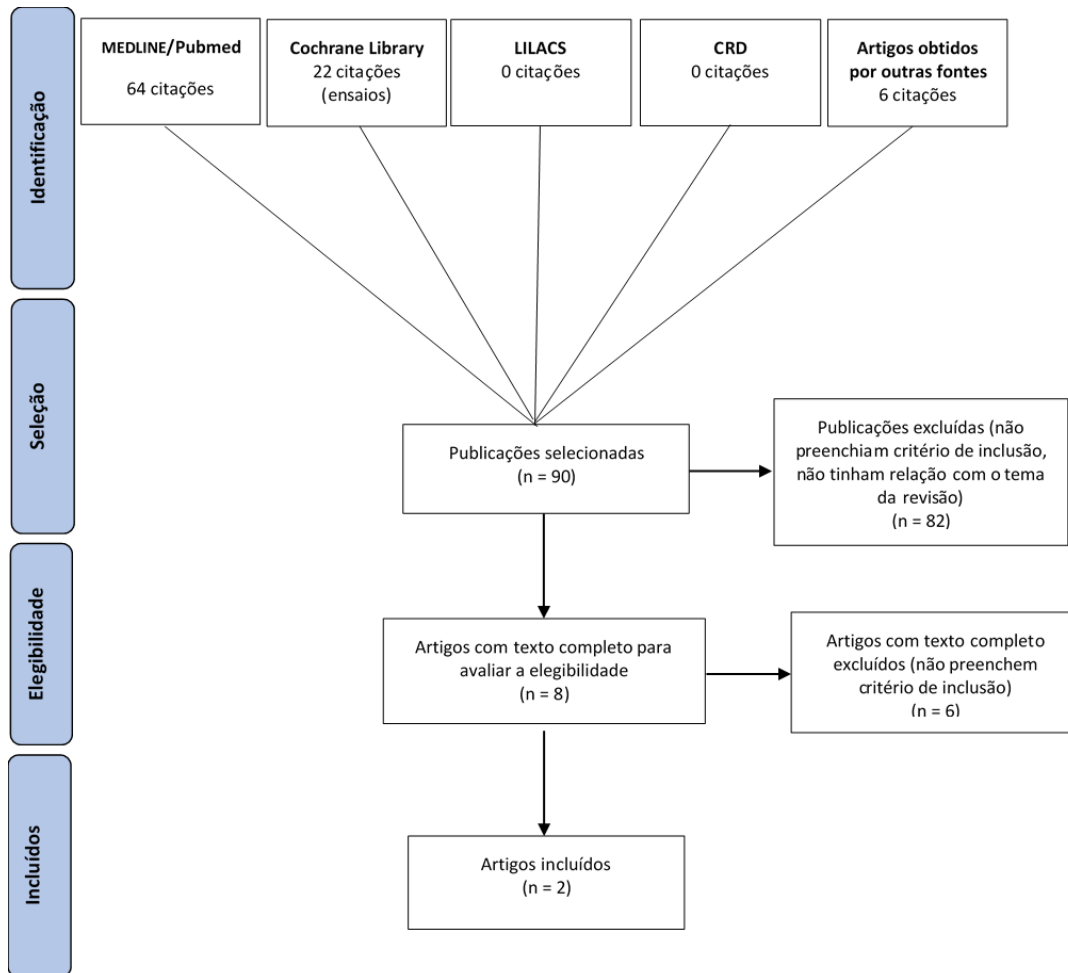 Identificação
MEDLINE/Pubmed
64 citações
Cochrane Library
22 citações
(ensaios)
LILACS
0 citações
CRD
0 citações
Artigos obtidos
por outras fontes
6 citações
Seleção
Publicações selecionadas
(n = 90)
Publicações excluídas (não
preenchiam critério de inclusão,
não tinham relação com o tema
da revisão)
(n = 82)
Elegibilidade
Artigos com texto completo para
avaliar a elegibilidade
(n = 8)
Artigos com texto completo
excluídos (não preenchem
critério de inclusão)
(n = 6)
Incluídos
Artigos incluídos
(n = 2)